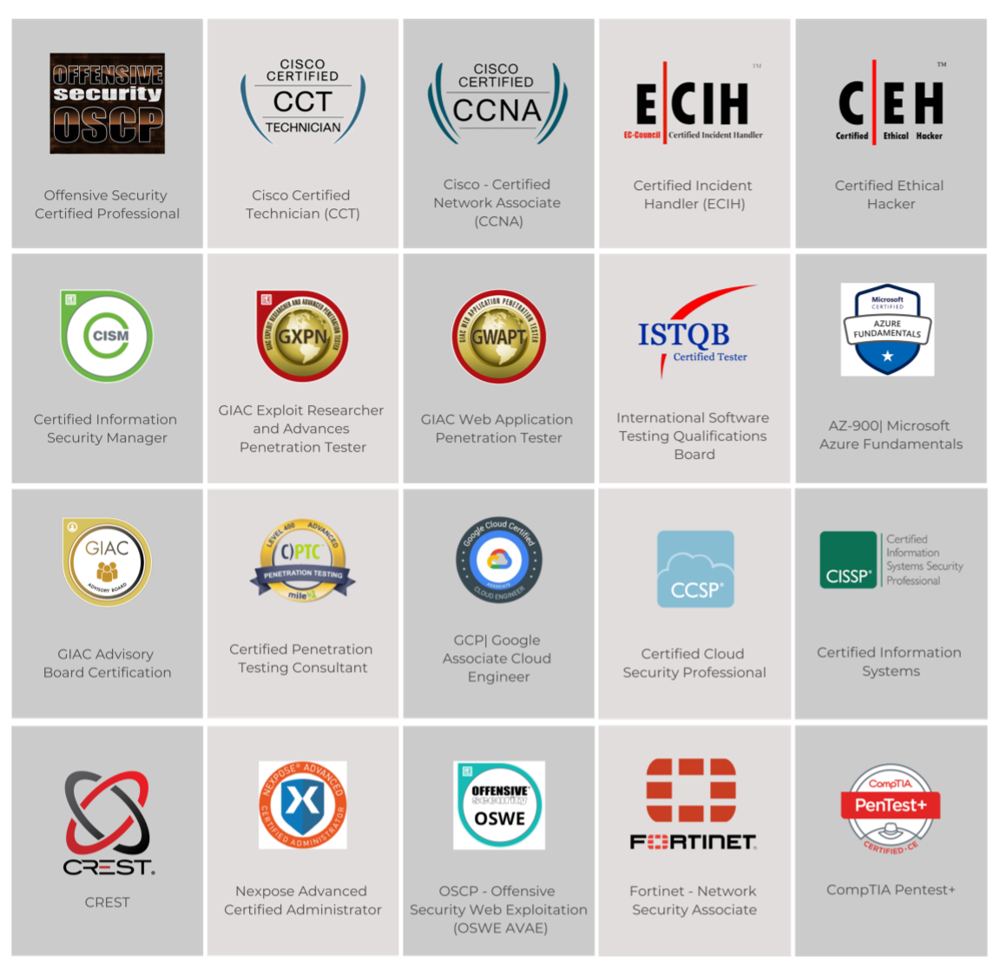 OFFENSIVE
security
OSCP
Offensive Security
Certified Professional
CISCO
CERTIFIED
CCT
TECHNICIAN
Cisco Certified
Technician (CCT)
CISCO
CERTIFIED
CCNA
Cisco - Certified
Network Associate
(CCNA)
TM
E|CIH
EC-Council Certified Incident Handler
Certified Incident
Handler (ECIH)
TM
C|EH
Certified Ethical Hacker
Certified Ethical
Hacker
CISM
Certified Information
Security Manager
GIAC EXPLOIT RESEARCHER AND ADVANCED PENETRATION TESTER
GXPN
GIAC Exploit Researcher
and Advances
Penetration Tester
GIAC WEB APPLICATION PENETRATION TESTER
GWAPT
GIAC Web Application
Penetration Tester
ISTQB
Certified Tester
International Software
Testing Qualifications
Board
Microsoft
CERTIFIED
AZURE
FUNDAMENTALS
AZ-900| Microsoft
Azure Fundamentals
GIAC
ADVISORY BOARD
GIAC Advisory
Board Certification
LEVEL 400 ADVANCED
C)PTC
PENETRATION TESTING
mile2
Certified Penetration
Testing Consultant
Google Cloud Certified
ASSOCIATE
CLOUD ENGINEER
GCP| Google
Associate Cloud
Engineer
CCSP®
Certified Cloud
Security Professional
CISSP®
Certified
Information
Systems Security
Professional
Certified Information
Systems
CREST®
CREST
NEXPOSE® ADVANCED
CERTIFIED ADMINISTRATOR
Nexpose Advanced
Certified Administrator
OFFENSIVE®
security
OSWE
OSCP - Offensive
Security Web Exploitation
(OSWE AVAE)
FORTINET®
Fortinet - Network
Security Associate
CompTIA
PenTest+
CERTIFIED · CE
CompTIA Pentest+